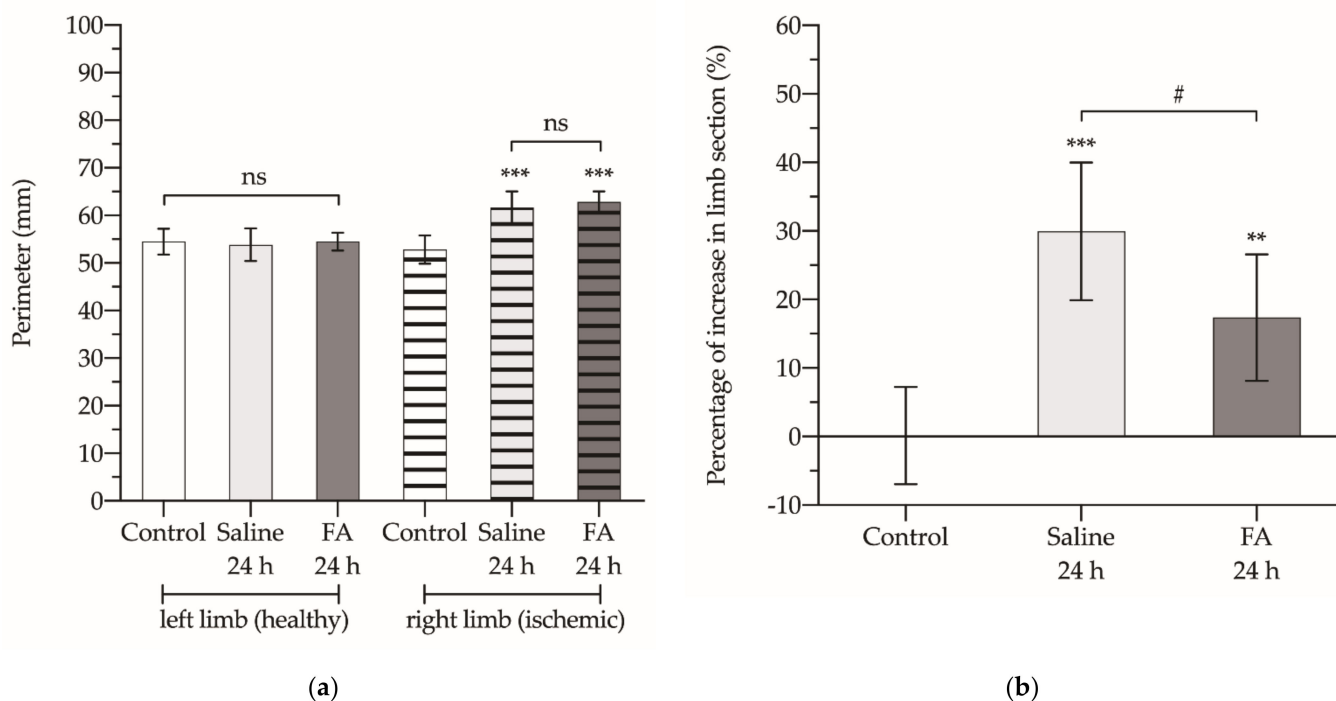 Perimeter (mm)
100
90
80
70
60
50
40
30
20
10
0
ns
ns
*** ***
Control Saline FA Control Saline FA
24 h 24 h 24 h 24 h
left limb (healthy) right limb (ischemic)
(a)
Percentage of increase in limb section (%)
60
50
40
30
20
10
0
-10
#
***
**
Control Saline FA
24 h 24 h
(b)